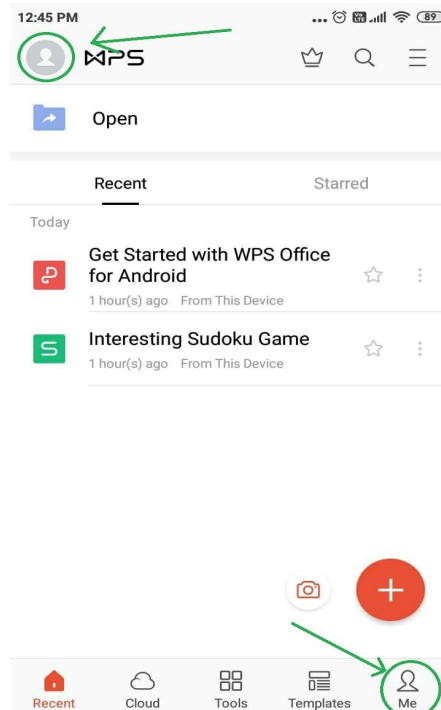 12:45 PM
89
WPS
Open
Recent Starred
Today
Get Started with WPS Office
for Android
1 hour(s) ago From This Device
Interesting Sudoku Game
1 hour(s) ago From This Device
Recent Cloud Tools Templates Me